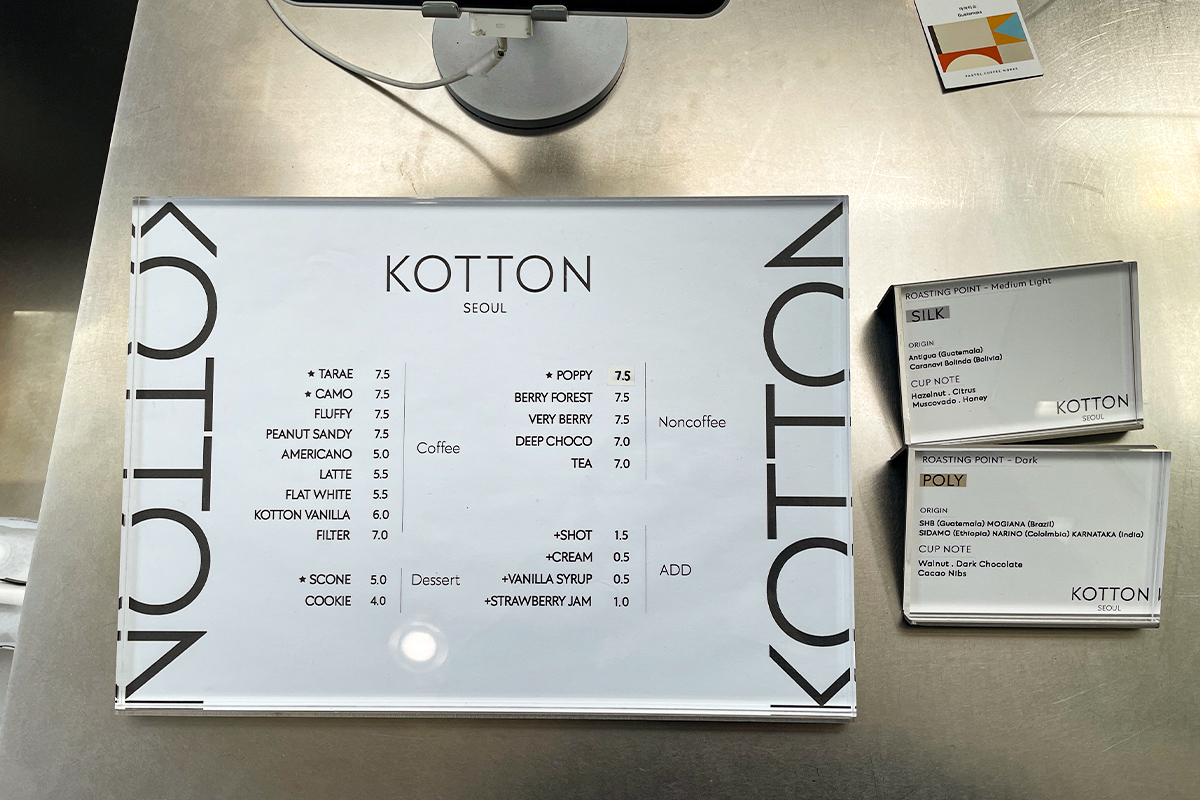 Guatemala
PASTEL COFFEE WORKS
KOTTON
KOTTON
KOTTON
SEOUL
★ TARAE 7.5
★ CAMO 7.5
FLUFFY 7.5
PEANUT SANDY 7.5
AMERICANO 5.0
LATTE 5.5
FLAT WHITE 5.5
KOTTON VANILLA 6.0
FILTER 7.0
Coffee
★ SCONE 5.0
COOKIE 4.0
Dessert
★ POPPY 7.5
BERRY FOREST 7.5
VERY BERRY 7.5
DEEP CHOCO 7.0
TEA 7.0
Noncoffee
+SHOT 1.5
+CREAM 0.5
+VANILLA SYRUP 0.5
+STRAWBERRY JAM 1.0
ADD
ROASTING POINT - Medium Light
SILK
ORIGIN
Antigua (Guatemala)
Caranavi Bolinda (Bolivia)
CUP NOTE
Hazelnut . Citrus
Muscovado . Honey
KOTTON
SEOUL
ROASTING POINT - Dark
POLY
ORIGIN
SHB (Guatemala) MOGIANA (Brazil)
SIDAMO (Ethiopia) NARINO (Cololmbia) KARNATAKA (India)
CUP NOTE
Walnut . Dark Chocolate
Cacao Nibs
KOTTON
SEOUL